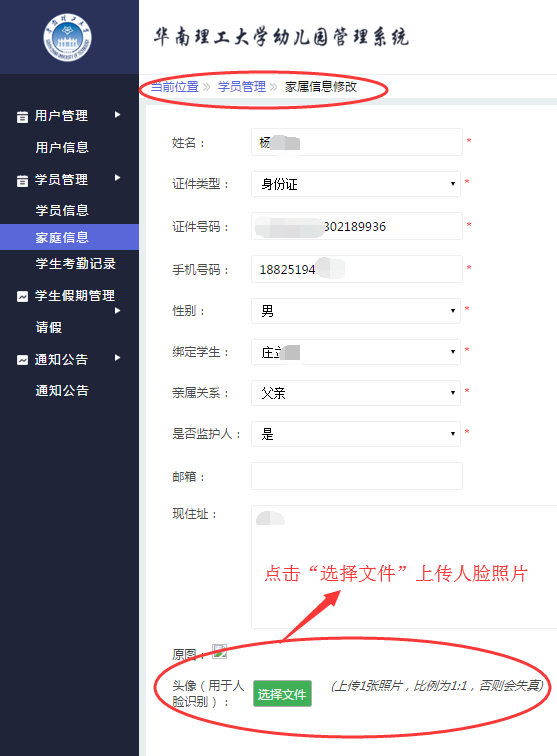 华南理工大学幼儿园管理系统
当前位置 » 学员管理 » 家属信息修改
用户管理
用户信息
学员管理
学员信息
家庭信息
学生考勤记录
学生假期管理
请假
通知公告
通知公告
姓名： 杨 *
证件类型： 身份证 *
证件号码： 302189936 *
手机号码： 18825194 *
性别： 男 *
绑定学生： 庄 *
亲属关系： 父亲 *
是否监护人： 是 *
邮箱：
现住址：
点击“选择文件”上传人脸照片
原图：
头像（用于人
脸识别）： 选择文件 (上传1张照片，比例为1:1，否则会失真)